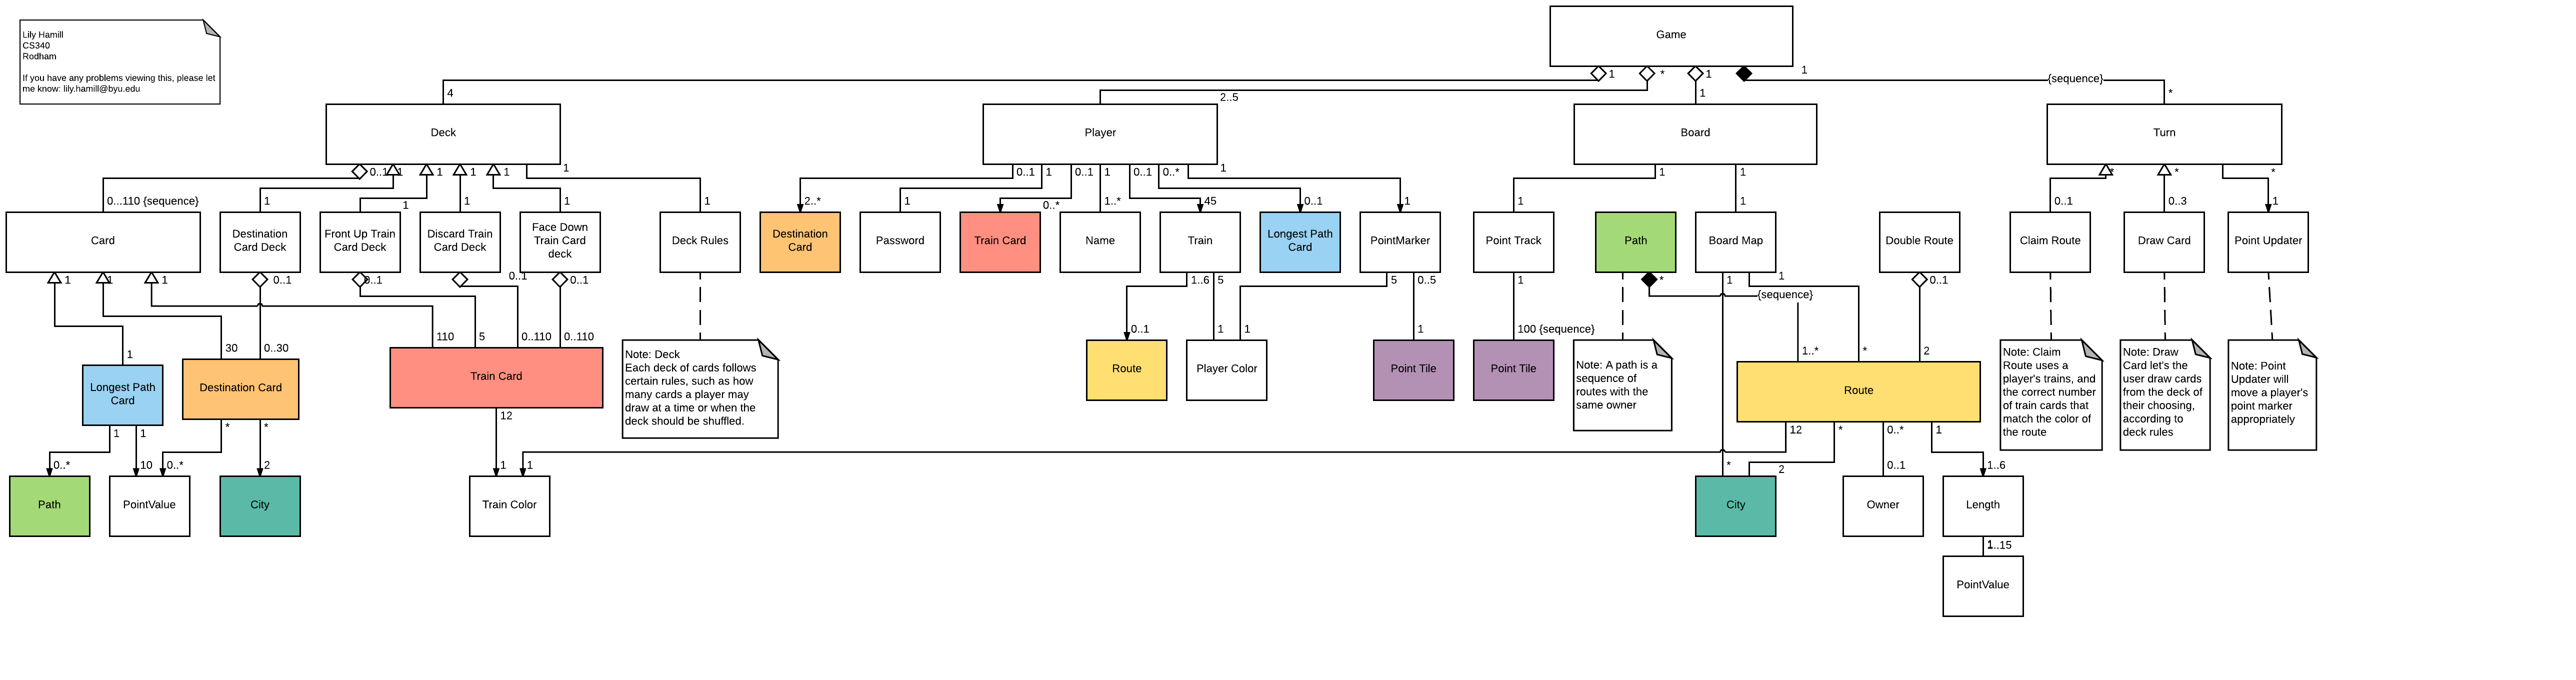 Lily Hamill
CS340
Rodham
If you have any problems viewing this, please let
me know: lily.hamill@byu.edu
Game
1
*
1
1
{sequence}
4
2..5
1
*
Deck
Player
Board
Turn
0..1
1
1
1
1
1
0..1
1
0..1
1
0..1
0..*
1
1
1
*
*
*
0...110 {sequence}
1
1
1
1
1
2..*
1
0..*
1..*
45
0..1
1
1
1
0..1
0..3
1
Card
Destination
Card Deck
Front Up Train
Card Deck
Discard Train
Card Deck
Face Down
Train Card
deck
Deck Rules
Destination
Card
Password
Train Card
Name
Train
Longest Path
Card
PointMarker
Point Track
Path
Board Map
Double Route
Claim Route
Draw Card
Point Updater
1
1
1
0..1
0..1
0..1
0..1
1..6
5
5
0..5
1
*
1
1
0..1
{sequence}
1
30
0..30
110
5
0..110
0..110
0..1
1
1
1
100 {sequence}
1..*
*
2
Longest Path
Card
Destination Card
Train Card
Note: Deck
Each deck of cards follows
certain rules, such as how
many cards a player may
draw at a time or when the
deck should be shuffled.
Route
Player Color
Point Tile
Point Tile
Note: A path is a
sequence of
routes with the
same owner
Route
Note: Claim
Route uses a
player's trains, and
the correct number
of train cards that
match the color of
the route
Note: Draw
Card let's the
user draw cards
from the deck of
their choosing,
according to
deck rules
Note: Point
Updater will
move a player's
point marker
appropriately
1
1
*
*
12
12
*
0..*
1
0..*
10
0..*
2
1
1
*
2
0..1
1..6
Path
PointValue
City
Train Color
City
Owner
Length
1
1..15
PointValue